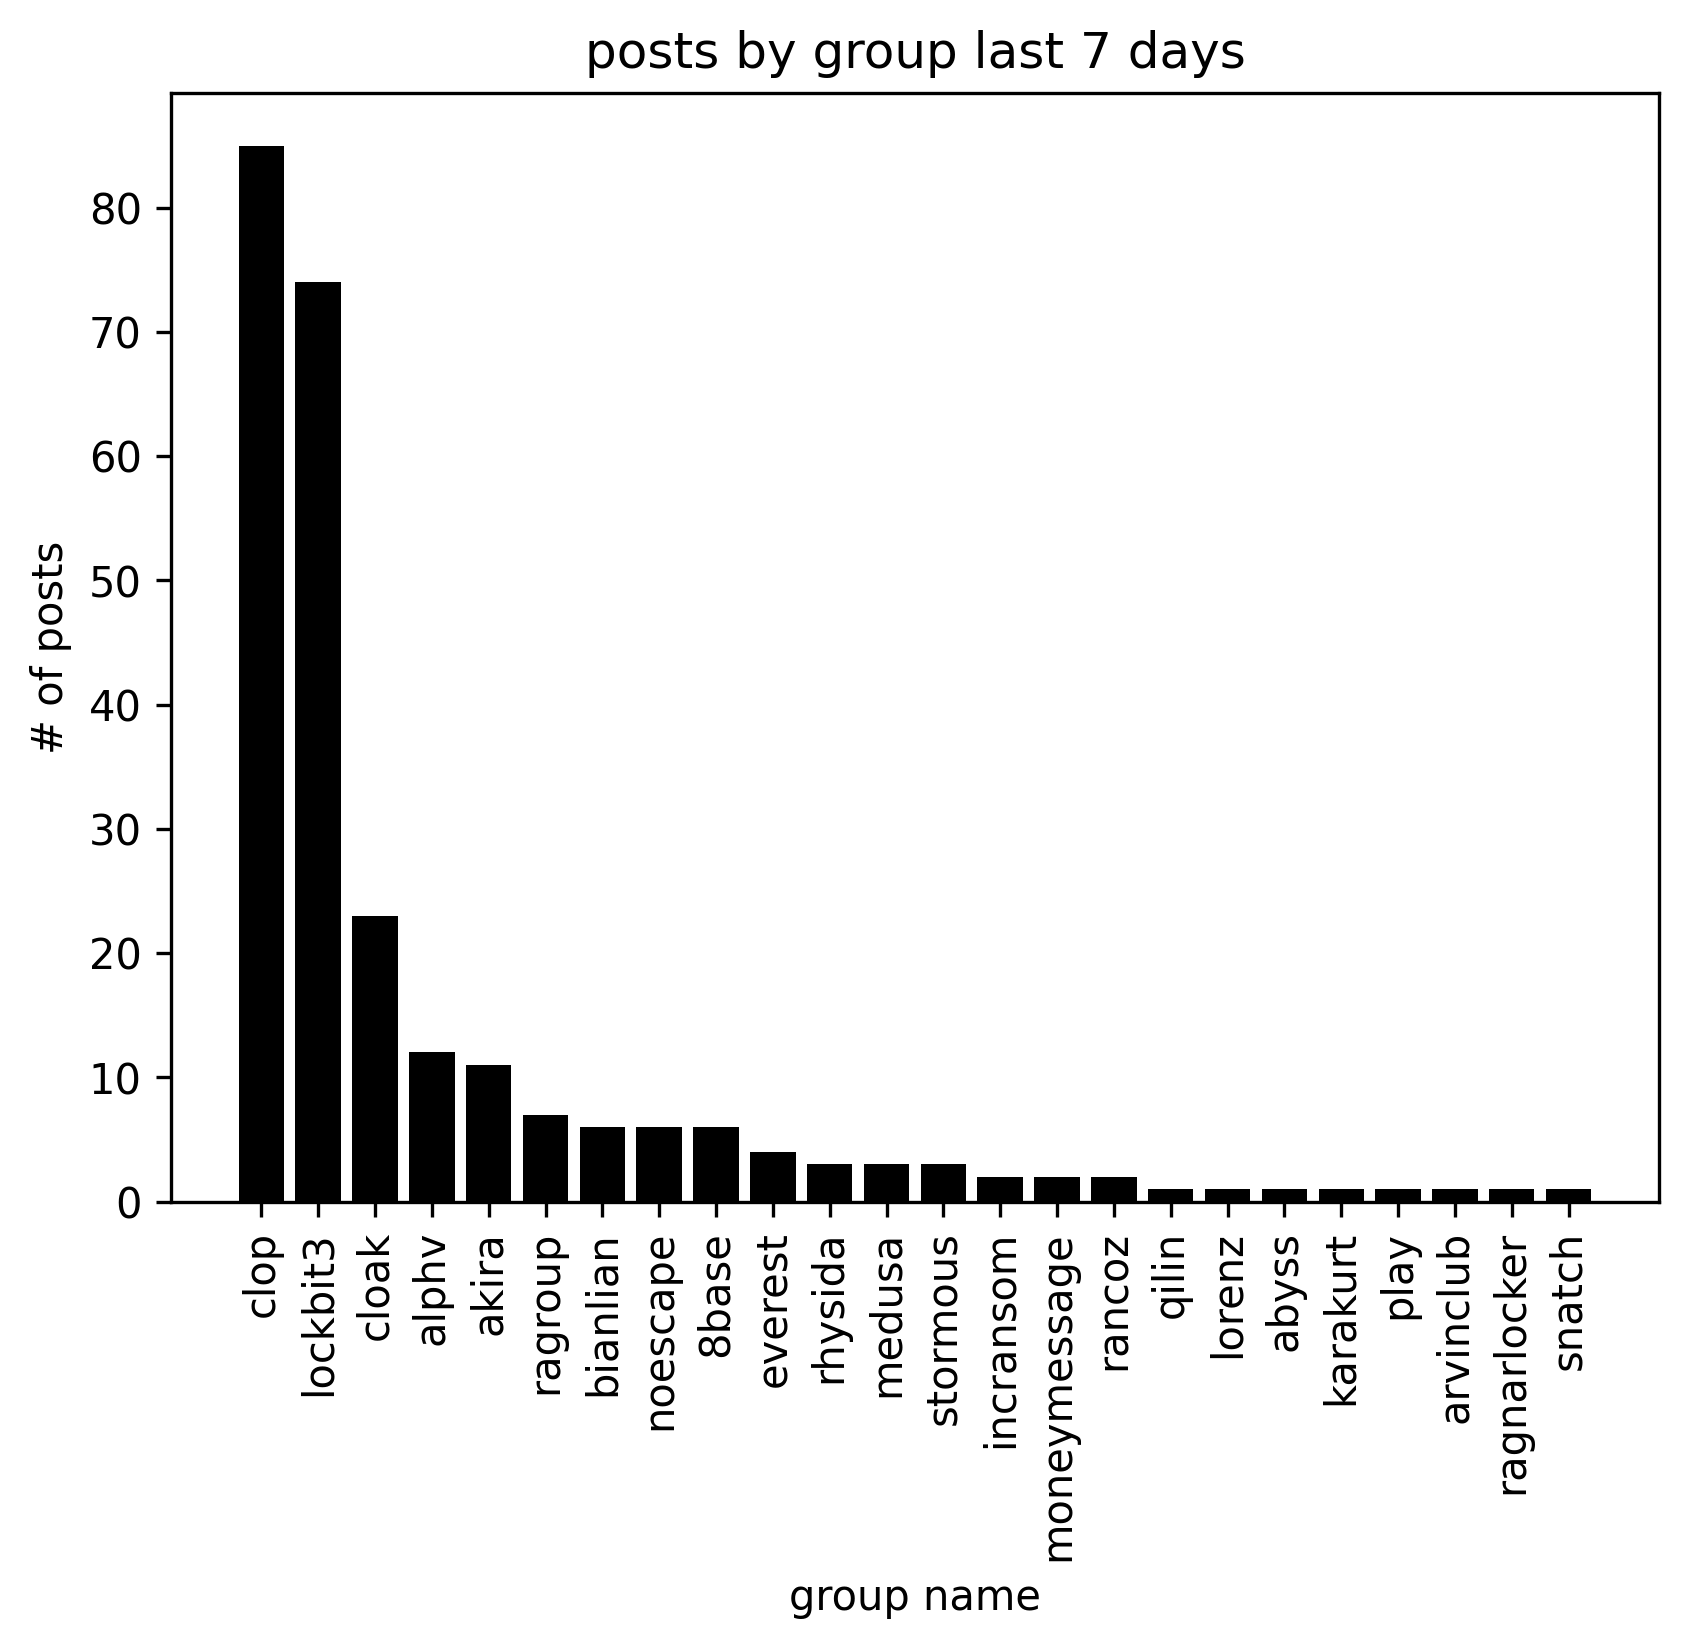 posts by group last 7 days
# of posts
80
70
60
50
40
30
20
10
0
clop
lockbit3
cloak
alphv
akira
ragroup
bianlian
noescape
8base
everest
rhysida
medusa
stormous
incransom
moneymessage
rancoz
qilin
lorenz
abyss
karakurt
play
arvinclub
ragnarlocker
snatch
group name